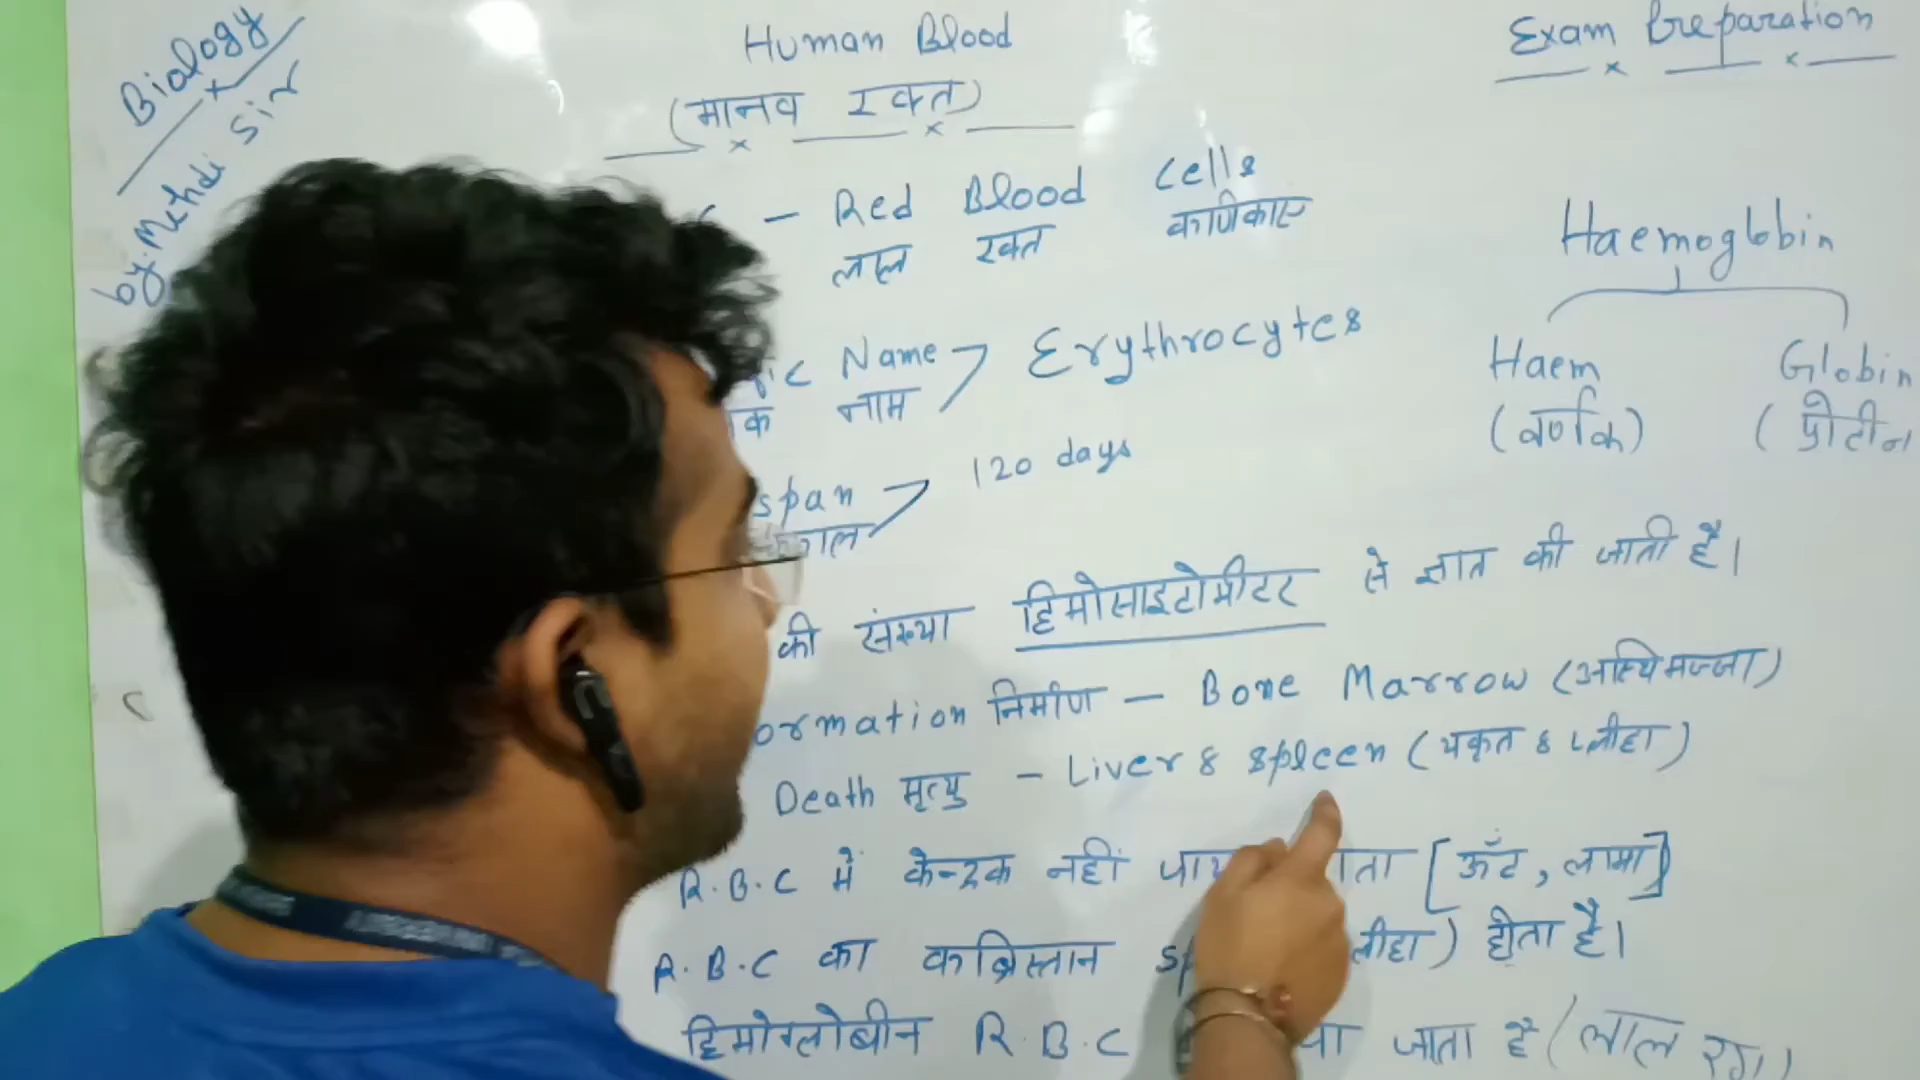 Biology
by. Mehdi Sir
Human Blood
(मानव रक्त)
Exam Preparation
C – Red Blood Cells
लाल रक्त कणिकाएं
Name → Erythrocytes
नाम
span → 120 days
की संख्या हिमोसाइटोमीटर से ज्ञात की जाती है।
ormation निर्माण – Bone Marrow (अस्थिमज्जा)
Death मृत्यु – Liver & spleen (यकृत & प्लीहा)
R.B.C में केन्द्रक नहीं [ऊँट, लामा]
R.B.C का कब्रिस्तान होता है।
हिमोग्लोबीन R.B.C जाता है (लाल
Haemoglobin
Haem Globin
(वर्णक) (प्रोटीन